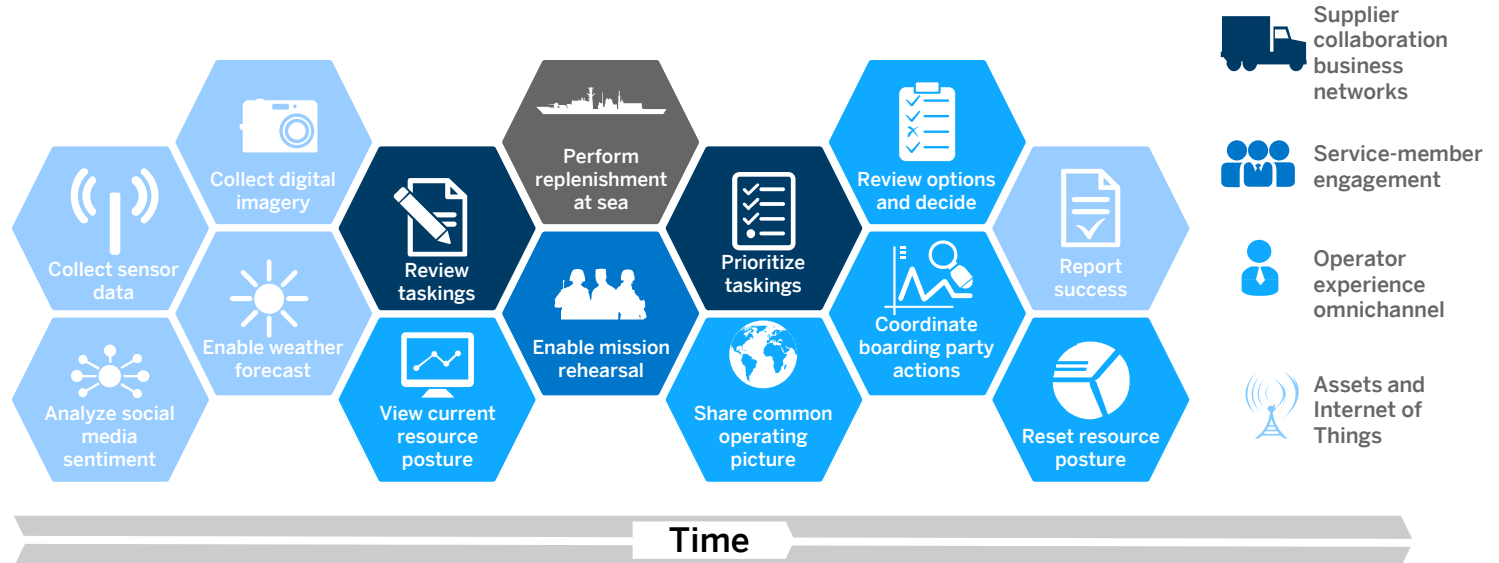 Collect sensor
data
Analyze social
media
sentiment
Collect digital
imagery
Enable weather
forecast
Review
taskings
View current
resource
posture
Perform
replenishment
at sea
Enable mission
rehearsal
Prioritize
taskings
Share common
operating
picture
Review options
and decide
Coordinate
boarding party
actions
Report
success
Reset resource
posture
Supplier
collaboration
business
networks
Service-member
engagement
Operator
experience
omnichannel
Assets and
Internet of
Things
Time